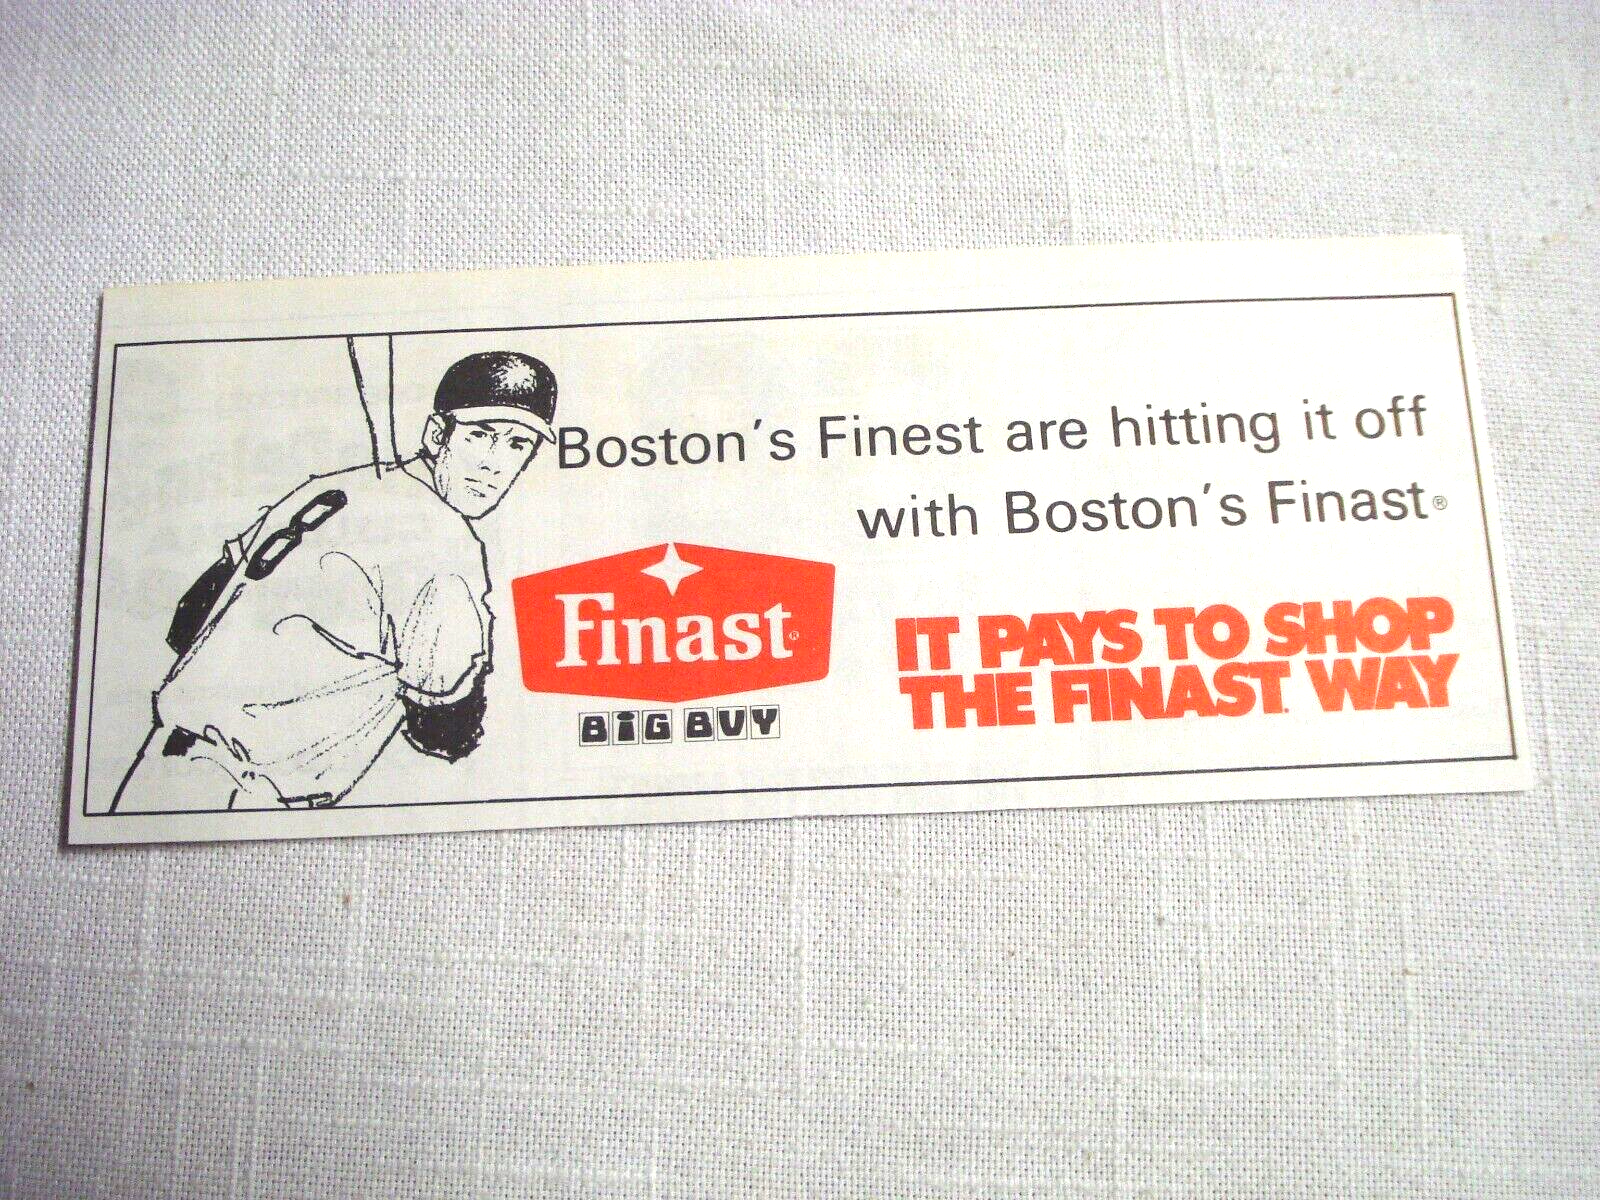 Boston's Finest are hitting it off
with Boston's Finast®
Finast®
BiG BUY
IT PAYS TO SHOP
THE FINAST. WAY